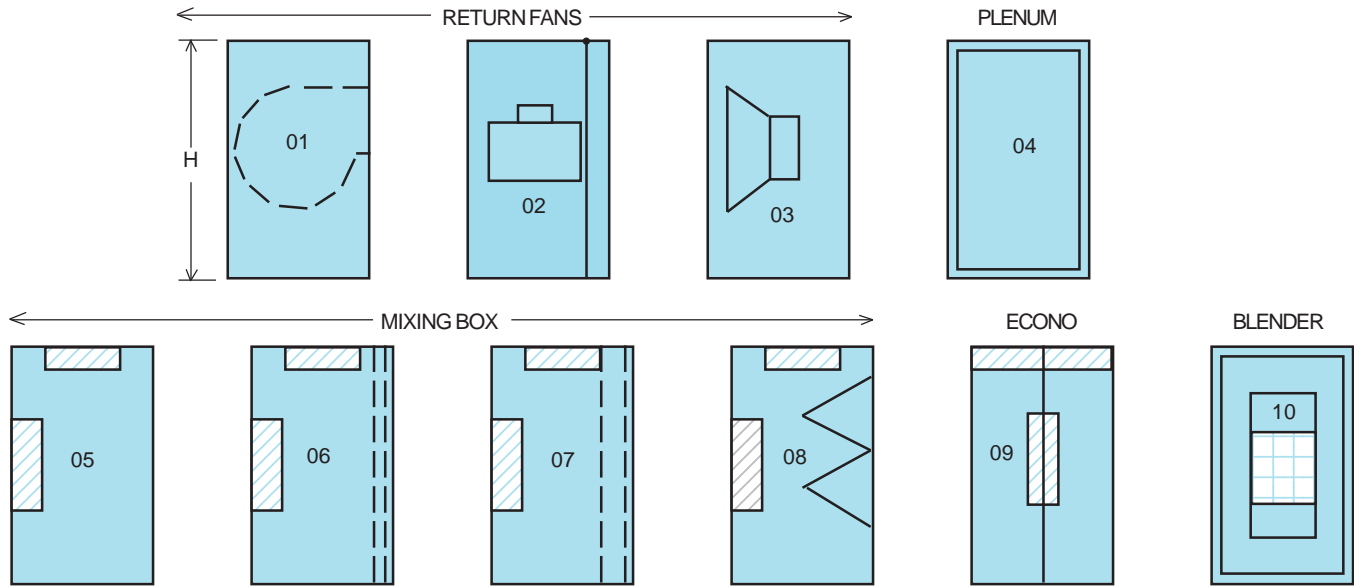 RETURN FANS
PLENUM
H
01
02
03
04
MIXING BOX
ECONO
BLENDER
05
06
07
08
09
10